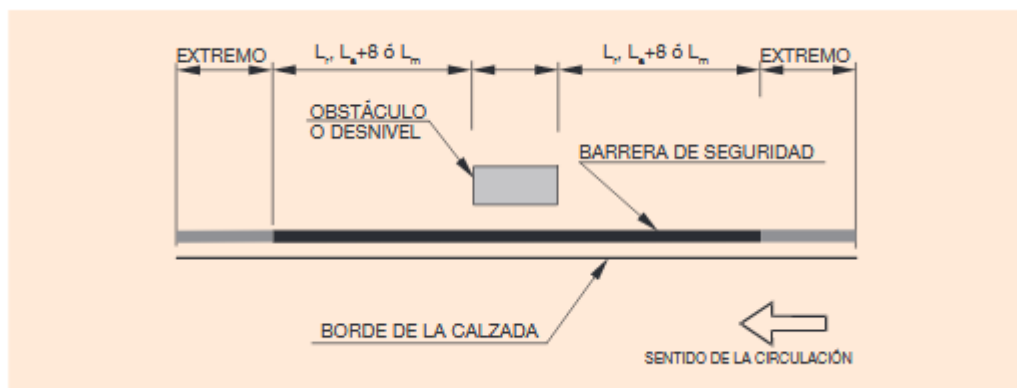 EXTREMO
Lr, La+8 ó Lm
Lr, La+8 ó Lm
EXTREMO
OBSTÁCULO
O DESNIVEL
BARRERA DE SEGURIDAD
BORDE DE LA CALZADA
SENTIDO DE LA CIRCULACIÓN